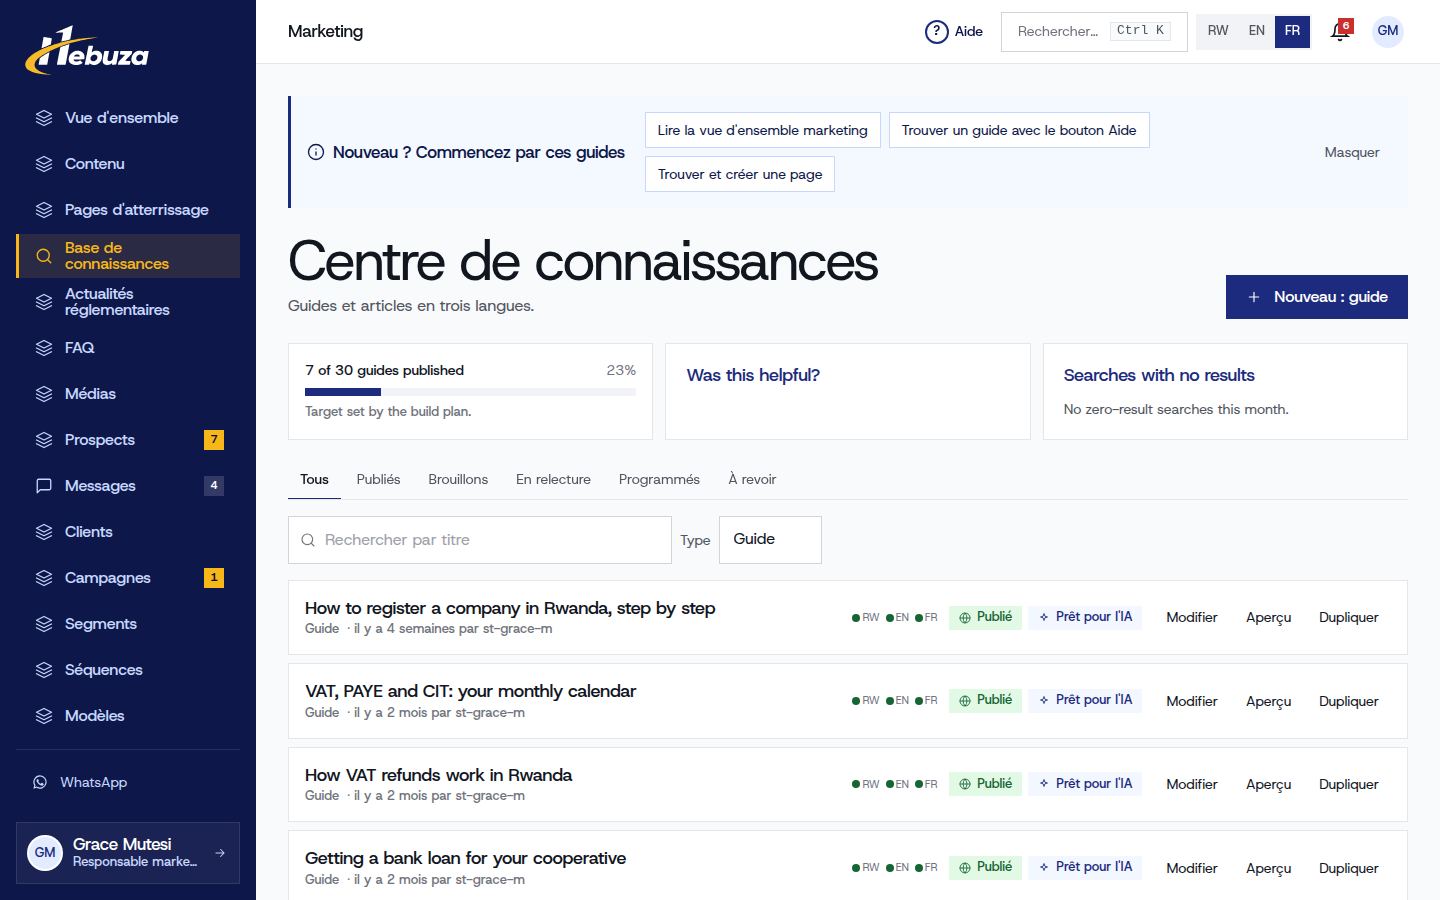 Hebuza
Vue d'ensemble
Contenu
Pages d'atterrissage
Base de
connaissances
Actualités
réglementaires
FAQ
Médias
Prospects 7
Messages 4
Clients
Campagnes 1
Segments
Séquences
Modèles
WhatsApp
GM Grace Mutesi
Responsable marke...
Marketing
? Aide
Rechercher... Ctrl K
RW EN FR
6
GM
Nouveau ? Commencez par ces guides
Lire la vue d'ensemble marketing
Trouver un guide avec le bouton Aide
Trouver et créer une page
Masquer
Centre de connaissances
Guides et articles en trois langues.
+ Nouveau : guide
7 of 30 guides published 23%
Target set by the build plan.
Was this helpful?
Searches with no results
No zero-result searches this month.
Tous Publiés Brouillons En relecture Programmés À revoir
Rechercher par titre Type Guide
How to register a company in Rwanda, step by step
Guide · il y a 4 semaines par st-grace-m
RW EN FR Publié Prêt pour l'IA Modifier Aperçu Dupliquer
VAT, PAYE and CIT: your monthly calendar
Guide · il y a 2 mois par st-grace-m
RW EN FR Publié Prêt pour l'IA Modifier Aperçu Dupliquer
How VAT refunds work in Rwanda
Guide · il y a 2 mois par st-grace-m
RW EN FR Publié Prêt pour l'IA Modifier Aperçu Dupliquer
Getting a bank loan for your cooperative
Guide · il y a 2 mois par st-grace-m
RW EN FR Publié Prêt pour l'IA Modifier Aperçu Dupliquer